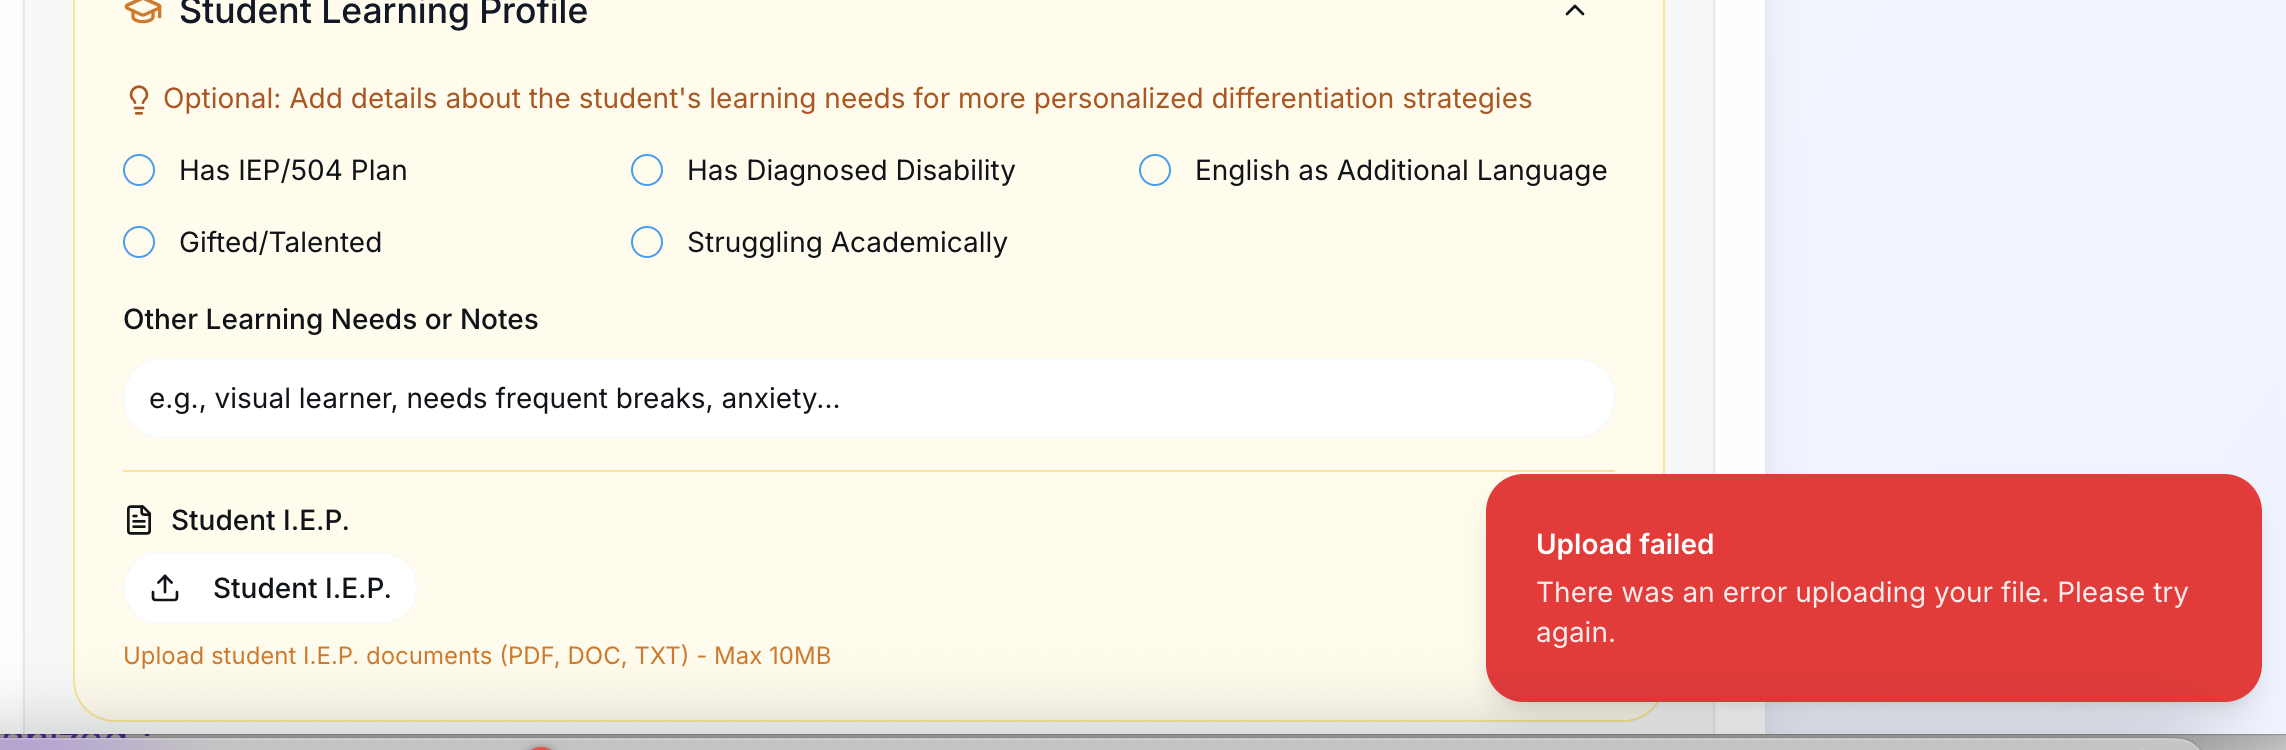 Student Learning Profile
Optional: Add details about the student's learning needs for more personalized differentiation strategies
Has IEP/504 Plan
Has Diagnosed Disability
English as Additional Language
Gifted/Talented
Struggling Academically
Other Learning Needs or Notes
e.g., visual learner, needs frequent breaks, anxiety...
Student I.E.P.
Student I.E.P.
Upload student I.E.P. documents (PDF, DOC, TXT) - Max 10MB
Upload failed
There was an error uploading your file. Please try
again.